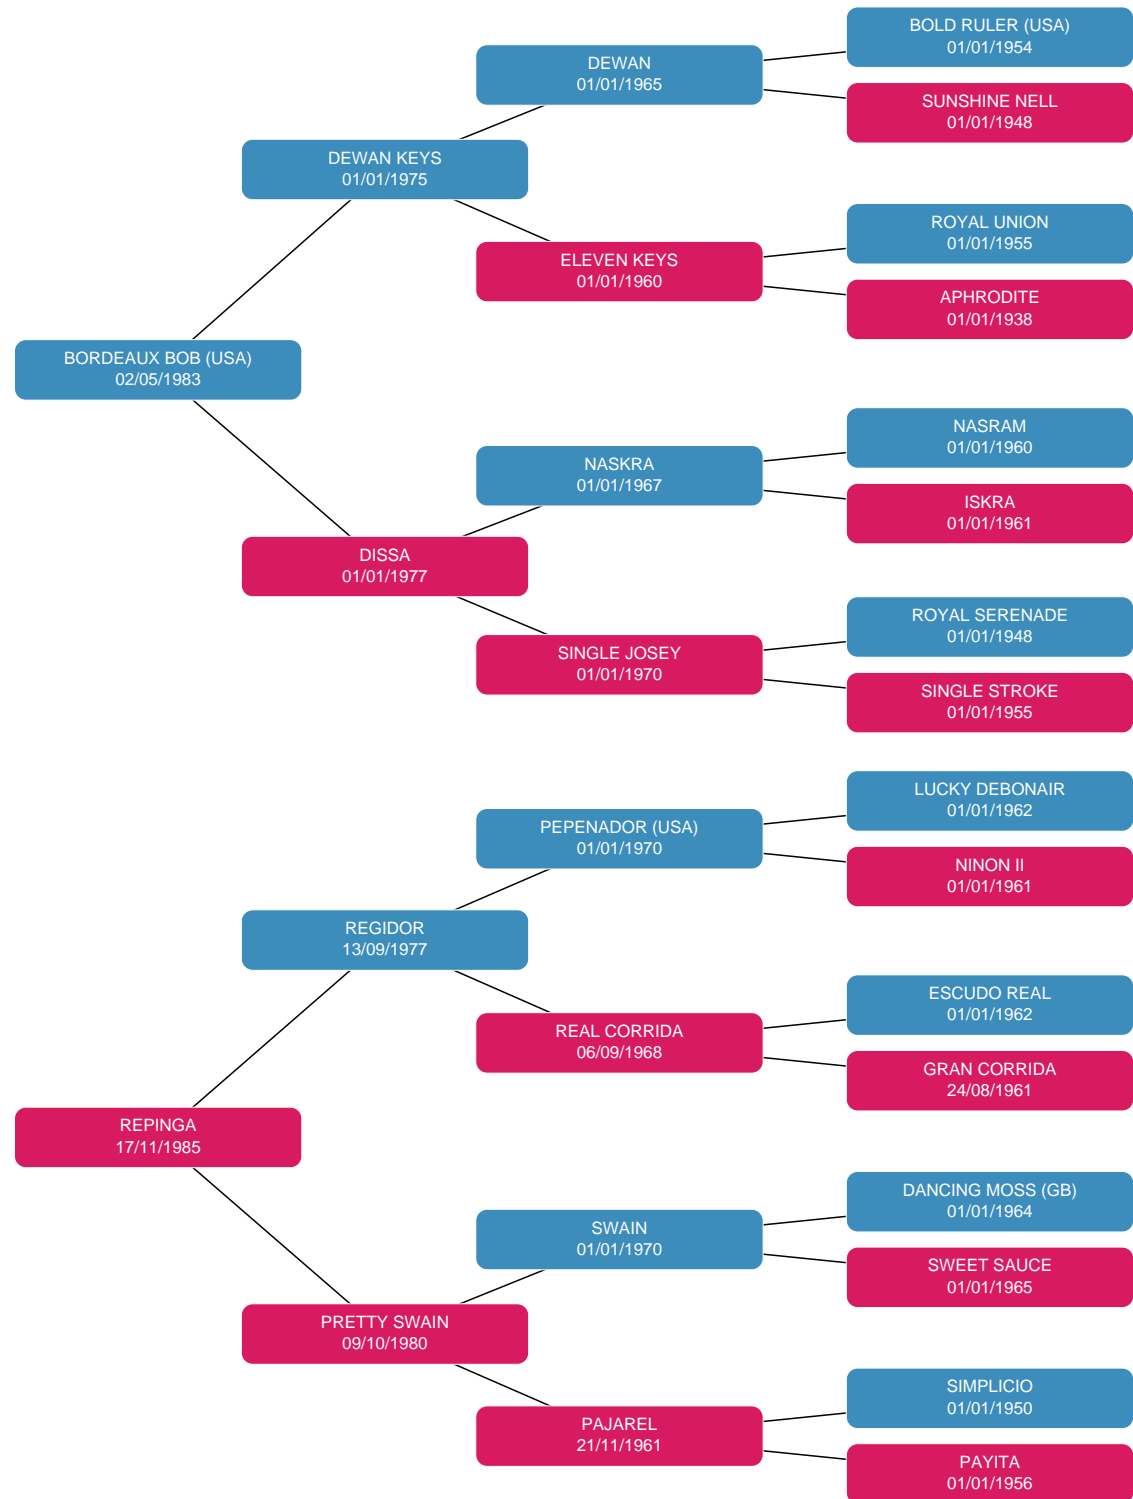 BOLD RULER (USA)
01/01/1954
DEWAN
01/01/1965
SUNSHINE NELL
01/01/1948
DEWAN KEYS
01/01/1975
ROYAL UNION
01/01/1955
ELEVEN KEYS
01/01/1960
APHRODITE
01/01/1938
BORDEAUX BOB (USA)
02/05/1983
NASRAM
01/01/1960
NASKRA
01/01/1967
ISKRA
01/01/1961
DISSA
01/01/1977
ROYAL SERENADE
01/01/1948
SINGLE JOSEY
01/01/1970
SINGLE STROKE
01/01/1955
LUCKY DEBONAIR
01/01/1962
PEPENADOR (USA)
01/01/1970
NINON II
01/01/1961
REGIDOR
13/09/1977
ESCUDO REAL
01/01/1962
REAL CORRIDA
06/09/1968
GRAN CORRIDA
24/08/1961
REPINGA
17/11/1985
DANCING MOSS (GB)
01/01/1964
SWAIN
01/01/1970
SWEET SAUCE
01/01/1965
PRETTY SWAIN
09/10/1980
SIMPLICIO
01/01/1950
PAJAREL
21/11/1961
PAYITA
01/01/1956